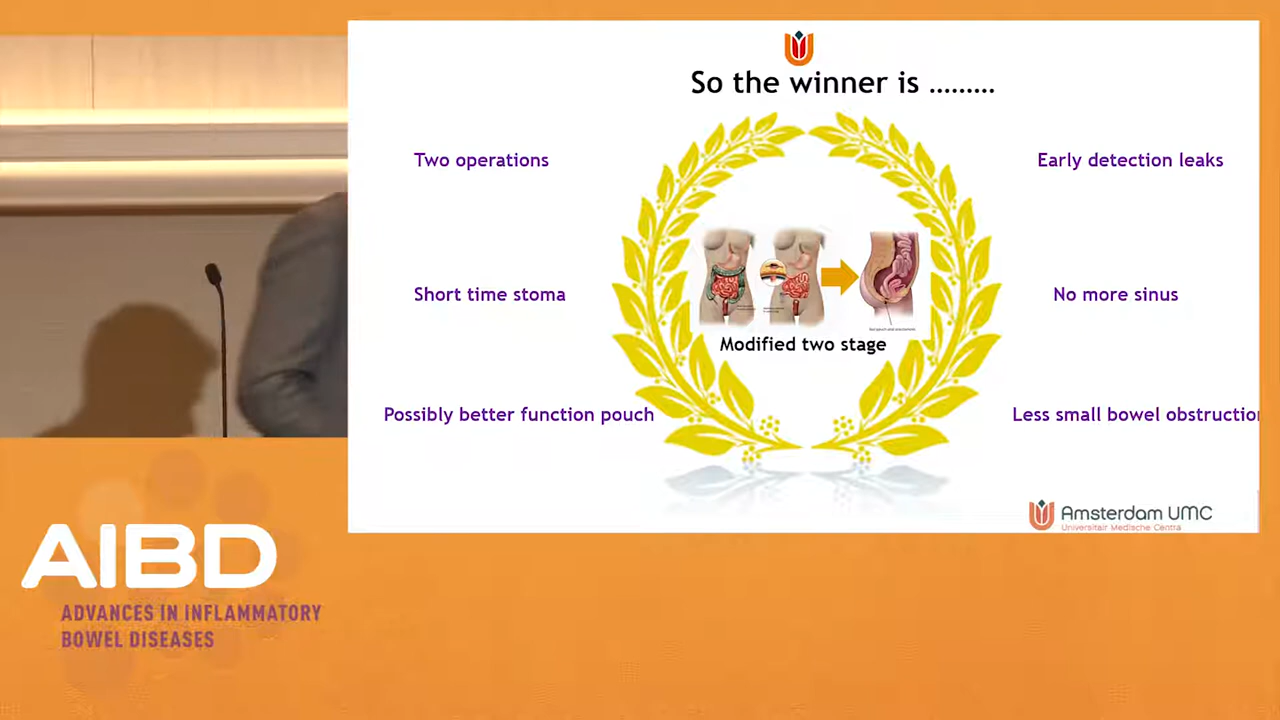 So the winner is .........
Two operations
Early detection leaks
Short time stoma
No more sinus
Modified two stage
Possibly better function pouch
Less small bowel obstruction
Amsterdam UMC
Universitair Medische Centra
AIBD
ADVANCES IN INFLAMMATORY
BOWEL DISEASES